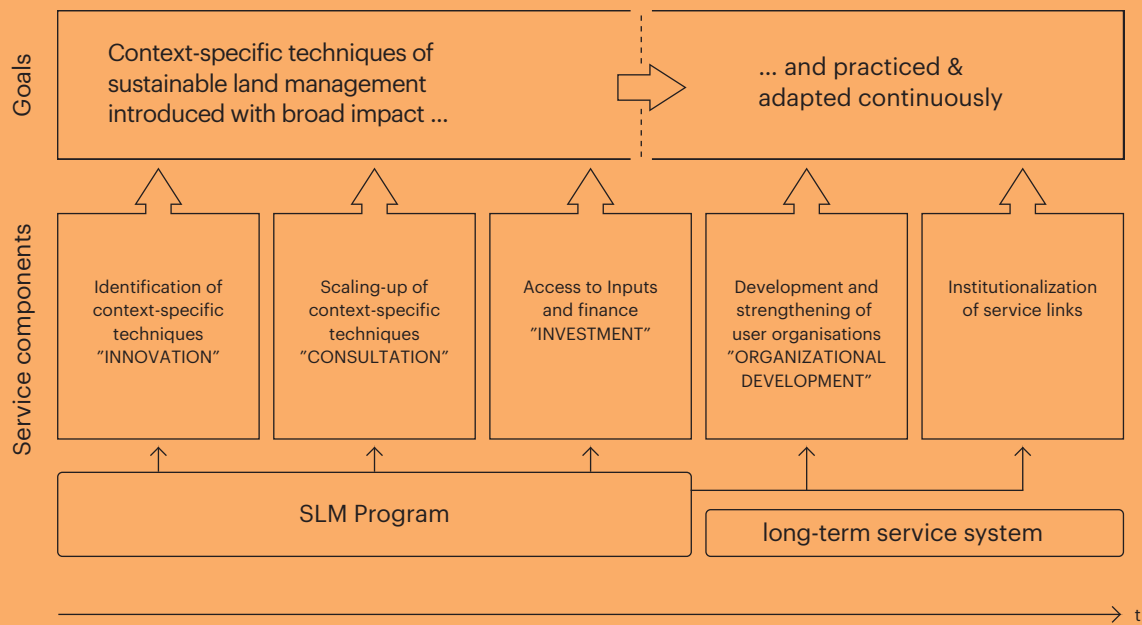 Goals
Context-specific techniques of
sustainable land management
introduced with broad impact ...
... and practiced &
adapted continuously
Service components
Identification of
context-specific
techniques
”INNOVATION”
Scaling-up of
context-specific
techniques
”CONSULTATION”
Access to Inputs
and finance
”INVESTMENT”
Development and
strengthening of
user organisations
”ORGANIZATIONAL
DEVELOPMENT”
Institutionalization
of service links
SLM Program
long-term service system
t